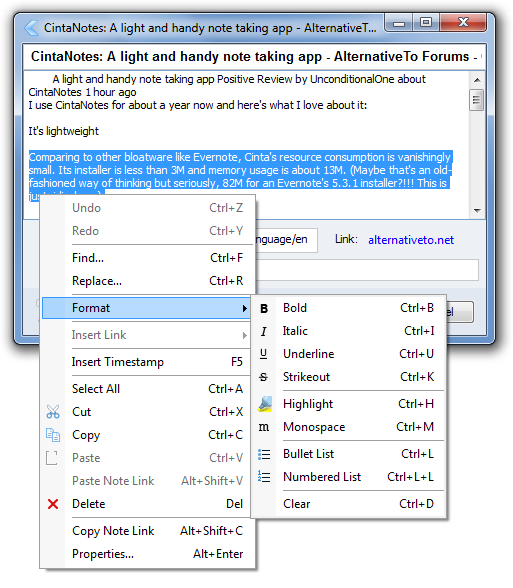 CintaNotes: A light and handy note taking app - AlternativeT...
CintaNotes: A light and handy note taking app - AlternativeTo Forums -
A light and handy note taking app Positive Review by UnconditionalOne about
CintaNotes 1 hour ago
I use CintaNotes for about a year now and here's what I love about it:
It's lightweight
Comparing to other bloatware like Evernote, Cinta's resource consumption is vanishingly
small. Its installer is less than 3M and memory usage is about 13M. (Maybe that's an old-
fashioned way of thinking but seriously, 82M for an Evernote's 5.3.1 installer?!!! This is
Undo Ctrl+Z
Redo Ctrl+Y
nguage/en Link: alternativeto.net
Find... Ctrl+F
Replace... Ctrl+R
Format
Bold Ctrl+B
Insert Link
Italic Ctrl+I
Underline Ctrl+U
Insert Timestamp F5
Strikeout Ctrl+K
Select All Ctrl+A
Highlight Ctrl+H
Cut Ctrl+X
m Monospace Ctrl+M
Copy Ctrl+C
Bullet List Ctrl+L
Paste Ctrl+V
Numbered List Ctrl+L+L
Paste Note Link Alt+Shift+V
Delete Del
Clear Ctrl+D
Copy Note Link Alt+Shift+C
Properties... Alt+Enter